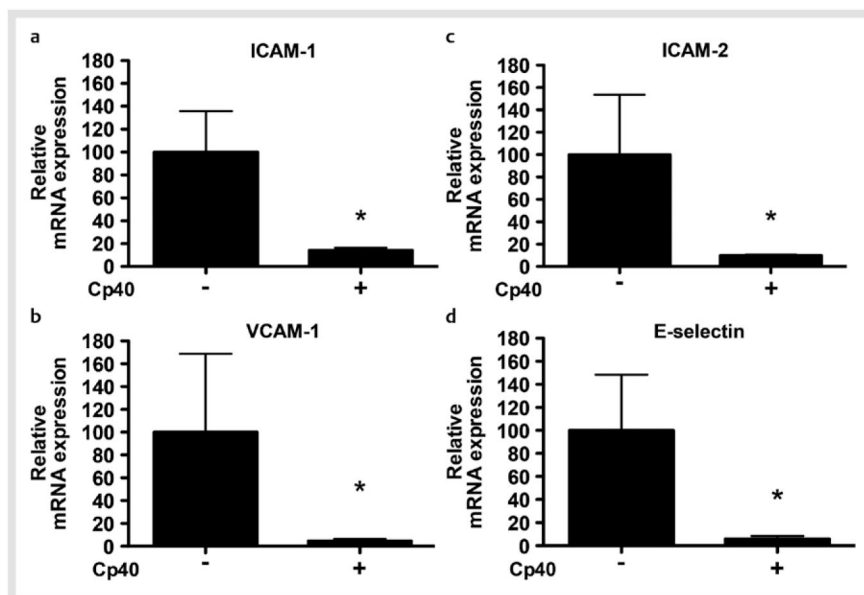 a
ICAM-1
Relative
mRNA expression
180
160
140
120
100
80
60
40
20
0
*
Cp40 - +
b
VCAM-1
Relative
mRNA expression
180
160
140
120
100
80
60
40
20
0
*
Cp40 - +
c
ICAM-2
Relative
mRNA expression
180
160
140
120
100
80
60
40
20
0
*
Cp40 - +
d
E-selectin
Relative
mRNA expression
180
160
140
120
100
80
60
40
20
0
*
Cp40 - +